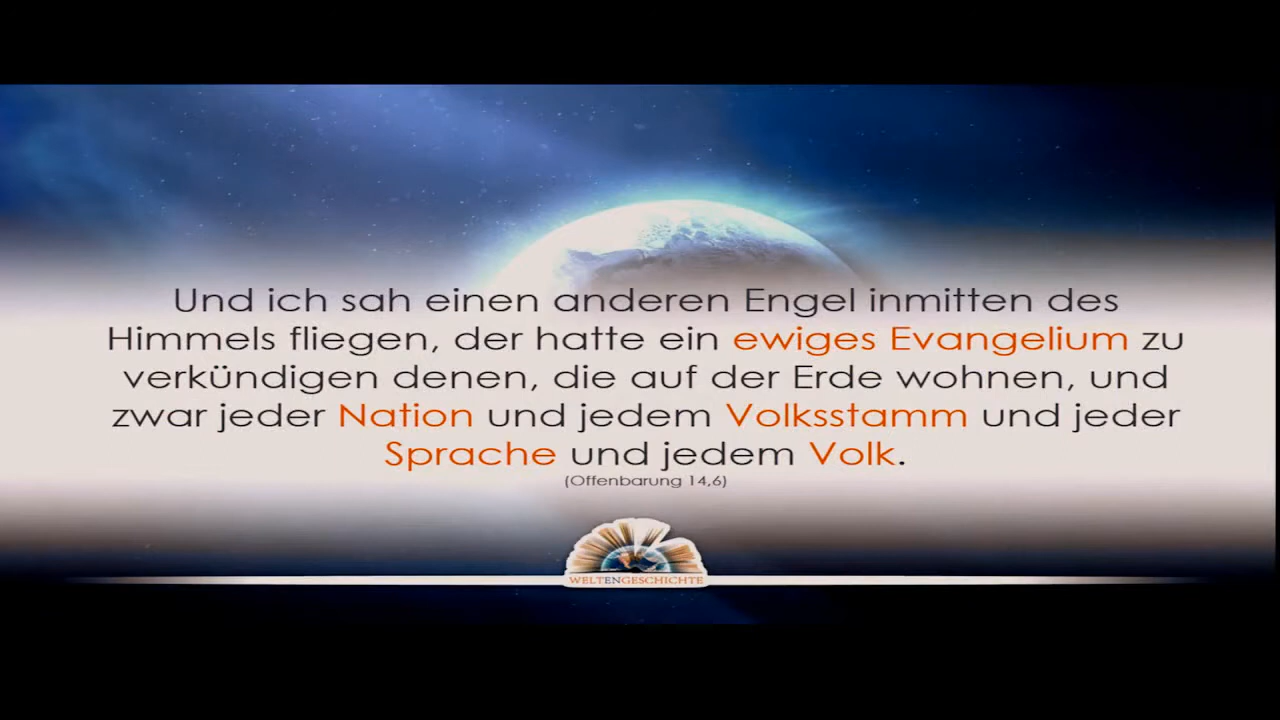 Und ich sah einen anderen Engel inmitten des
Himmels fliegen, der hatte ein ewiges Evangelium zu
verkündigen denen, die auf der Erde wohnen, und
zwar jeder Nation und jedem Volksstamm und jeder
Sprache und jedem Volk.
(Offenbarung 14,6)
WELTENGESCHICHTE